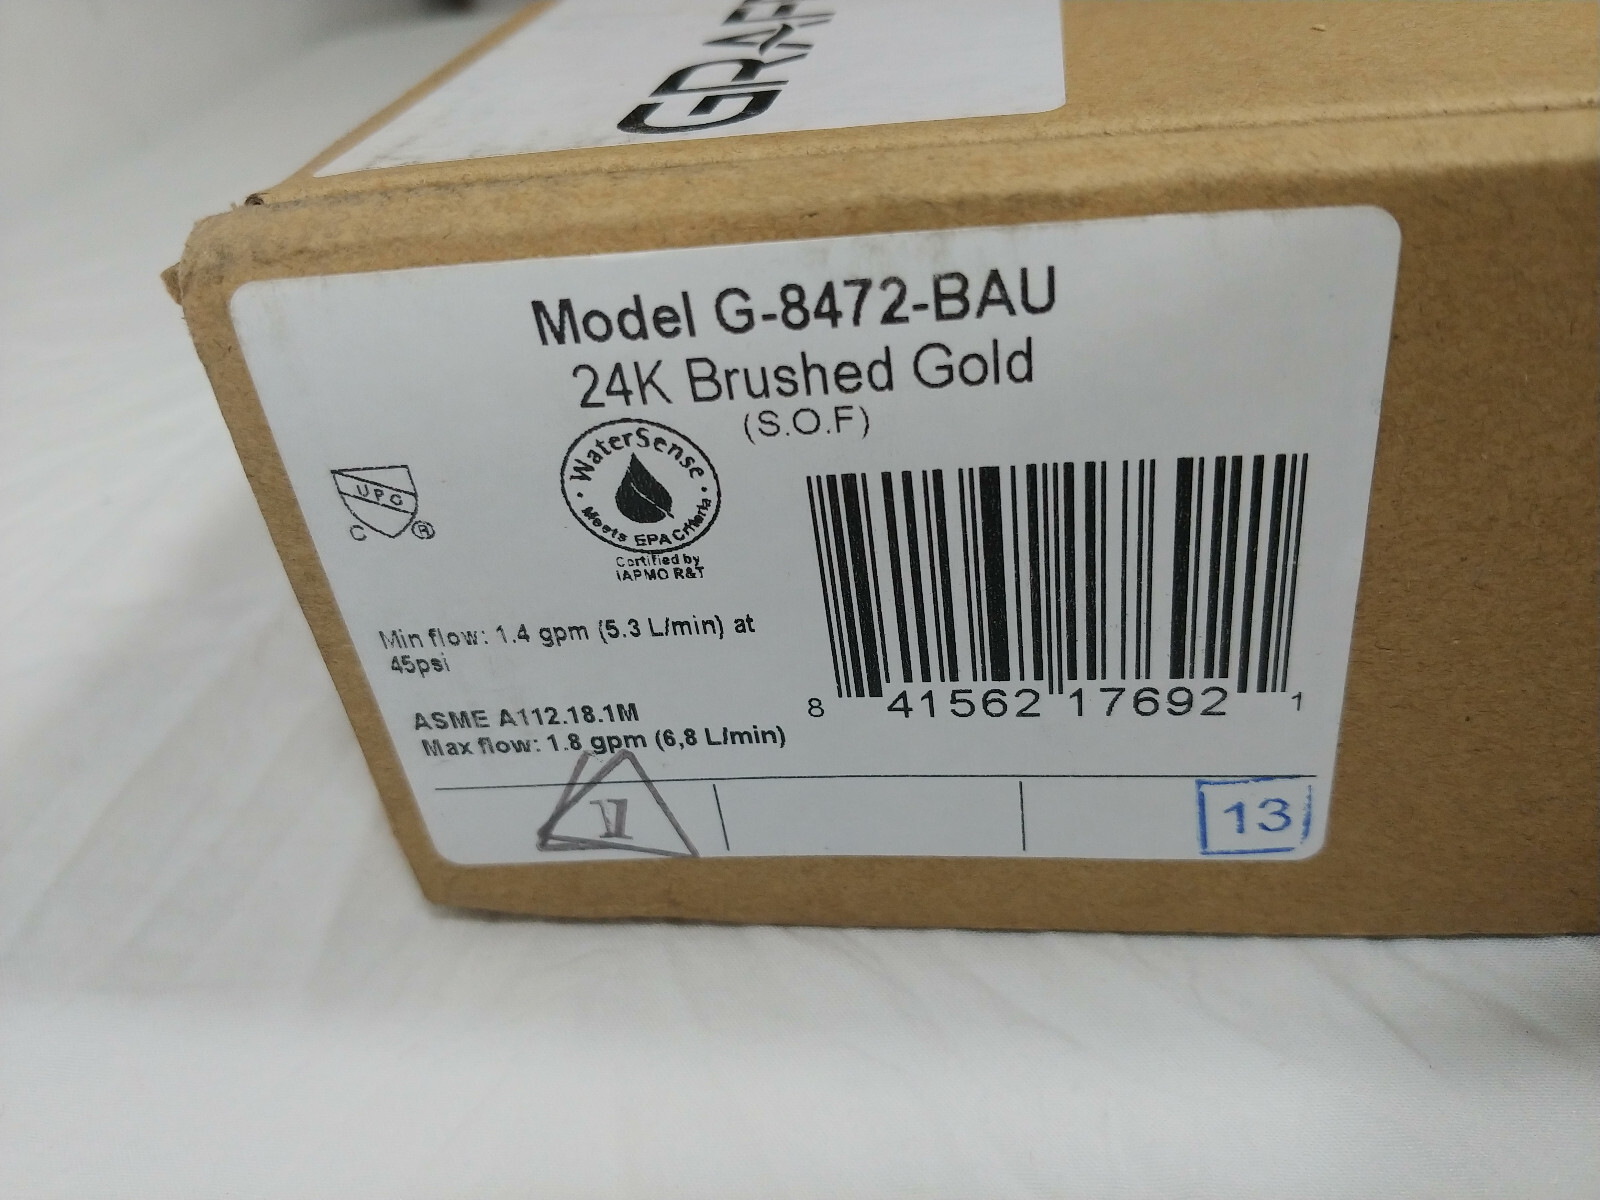 GRAF
Model G-8472-BAU
24K Brushed Gold
(S.O.F)
UPC
C ®
WaterSense
Meets EPA Criteria
Certified by
IAPMO R&T
Min flow: 1.4 gpm (5.3 L/min) at
45psi
ASME A112.18.1M
Max flow: 1.8 gpm (6,8 L/min)
8 41562 17692 1
13